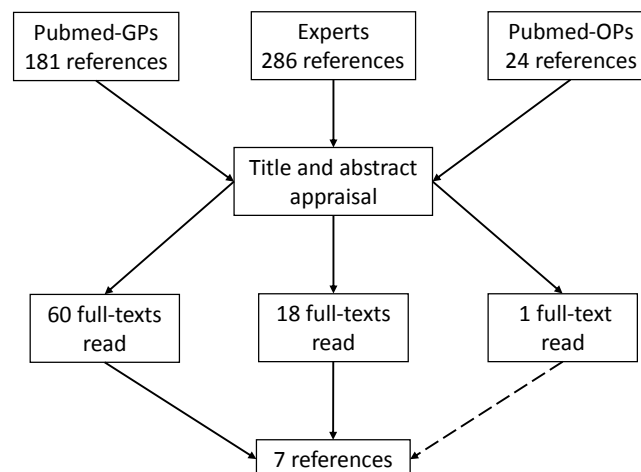 Pubmed-GPs
181 references
Experts
286 references
Pubmed-OPs
24 references
Title and abstract
appraisal
60 full-texts
read
18 full-texts
read
1 full-text
read
7 references